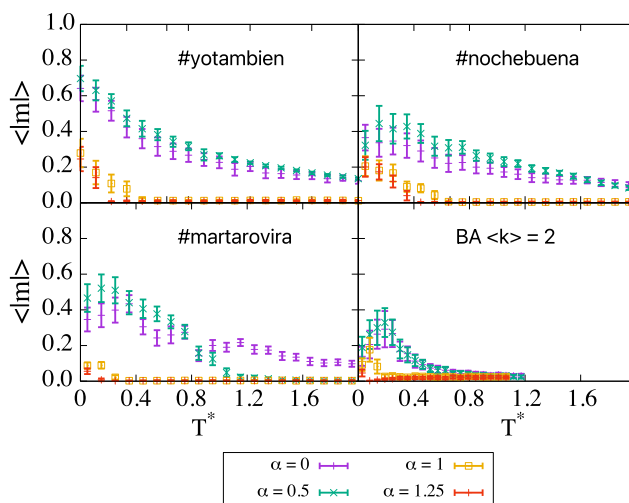 #yotambien
#nochebuena
<|m|>
1.0
0.8
0.6
0.4
0.2
0.0
#martarovira
BA <k> = 2
<|m|>
0.8
0.6
0.4
0.2
0.0
0 0.4 0.8 1.2 1.6 0 0.4 0.8 1.2 1.6
T* T*
α = 0 α = 1
α = 0.5 α = 1.25